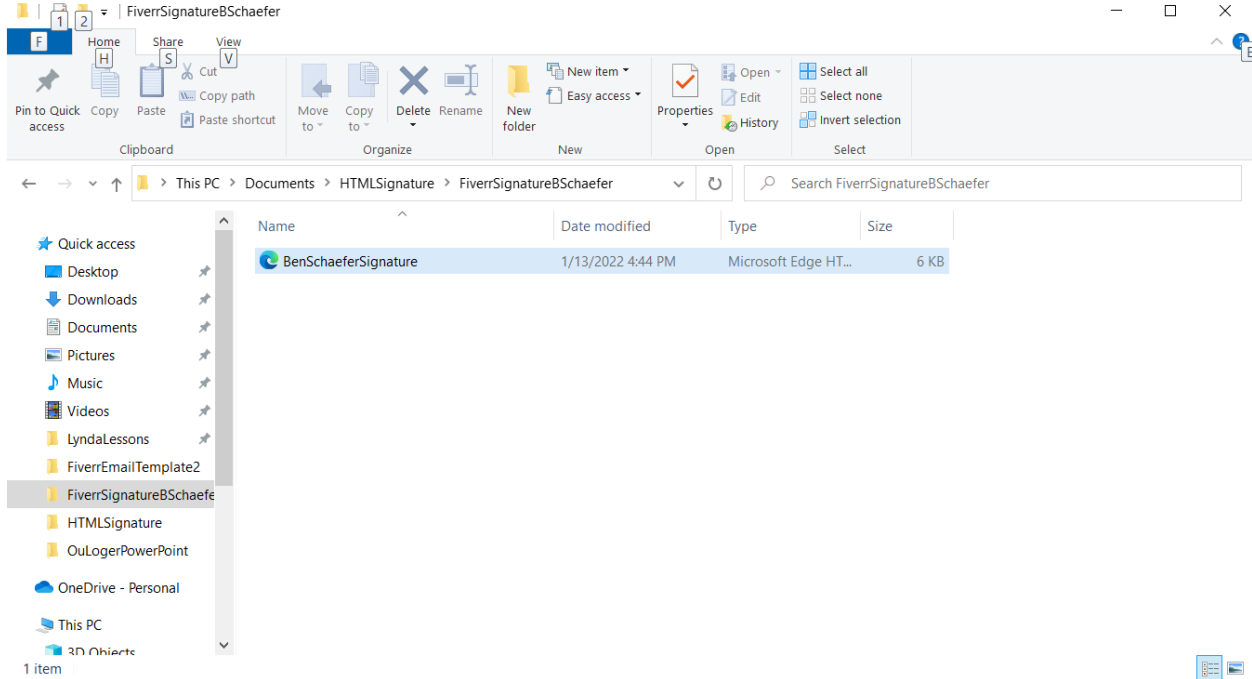 FiverrSignatureBSchaefer
1 2
F Home Share View
H S V
Pin to Quick access
Copy
Paste
Cut
Copy path
Paste shortcut
Move to
Copy to
Delete
Rename
New folder
New item
Easy access
Properties
Open
Edit
History
Select all
Select none
Invert selection
Clipboard Organize New Open Select
This PC > Documents > HTMLSignature > FiverrSignatureBSchaefer
Search FiverrSignatureBSchaefer
Name Date modified Type Size
BenSchaeferSignature 1/13/2022 4:44 PM Microsoft Edge HT... 6 KB
Quick access
Desktop
Downloads
Documents
Pictures
Music
Videos
LyndaLessons
FiverrEmailTemplate2
FiverrSignatureBSchaefe
HTMLSignature
OuLogerPowerPoint
OneDrive - Personal
This PC
3D Objects
1 item